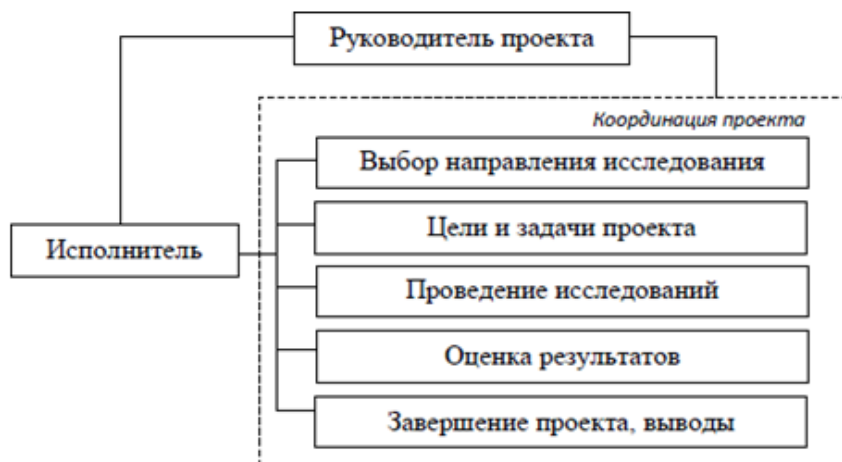 Руководитель проекта
Координация проекта
Выбор направления исследования
Цели и задачи проекта
Исполнитель
Проведение исследований
Оценка результатов
Завершение проекта, выводы